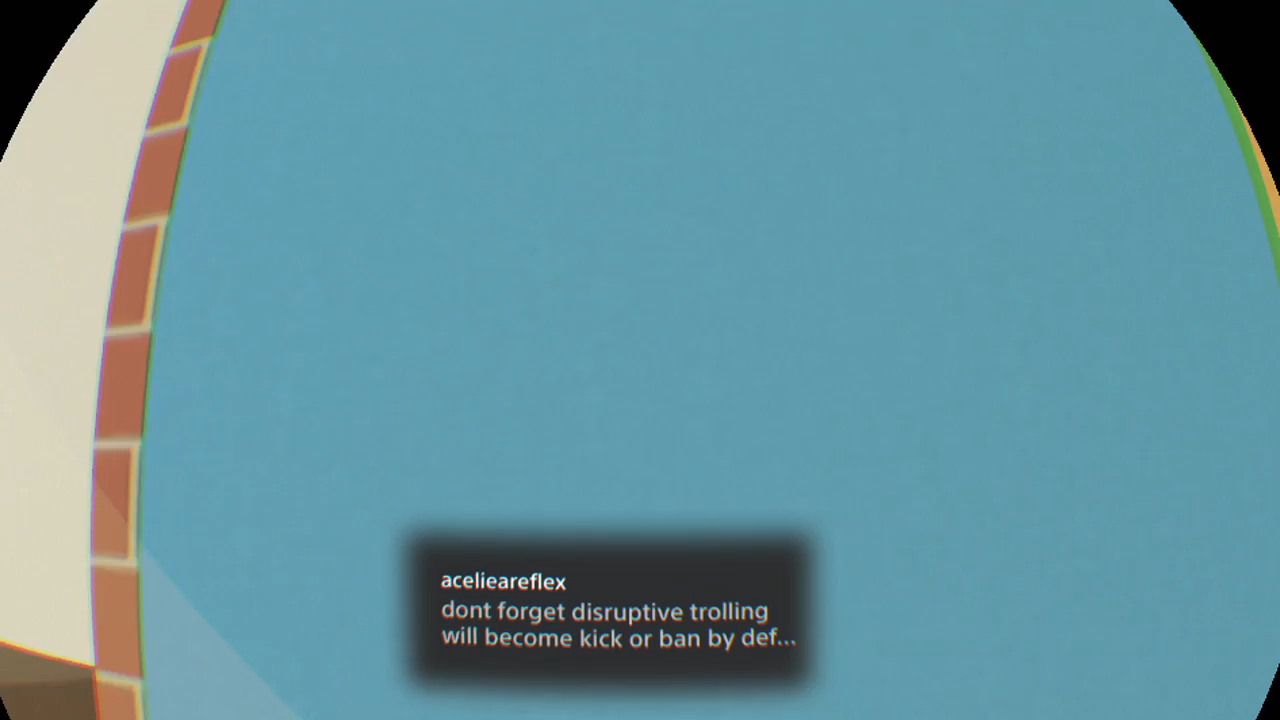 acelieareflex
dont forget disruptive trolling
will become kick or ban by def...